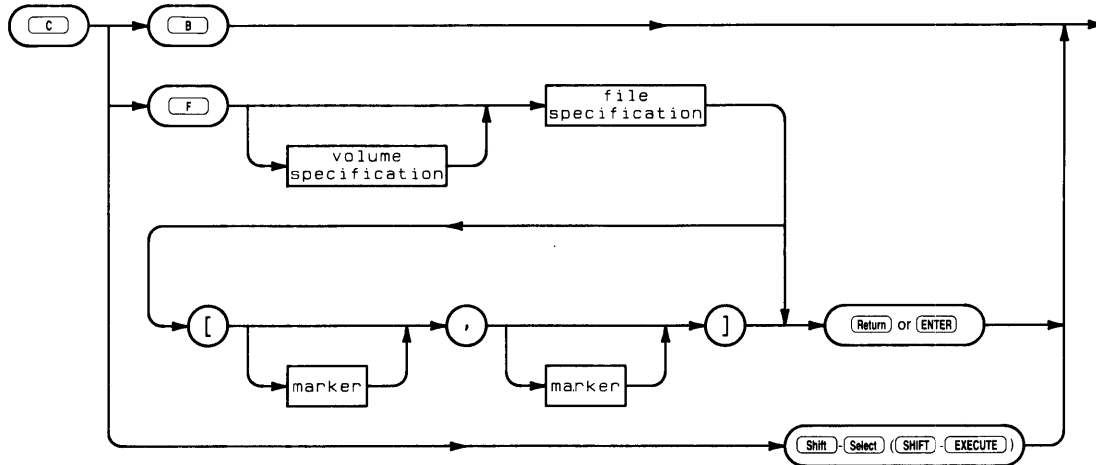 C
B
F
file
specification
volume
specification
[
,
]
Return or ENTER
marker
marker
Shift - Select (SHIFT - EXECUTE)